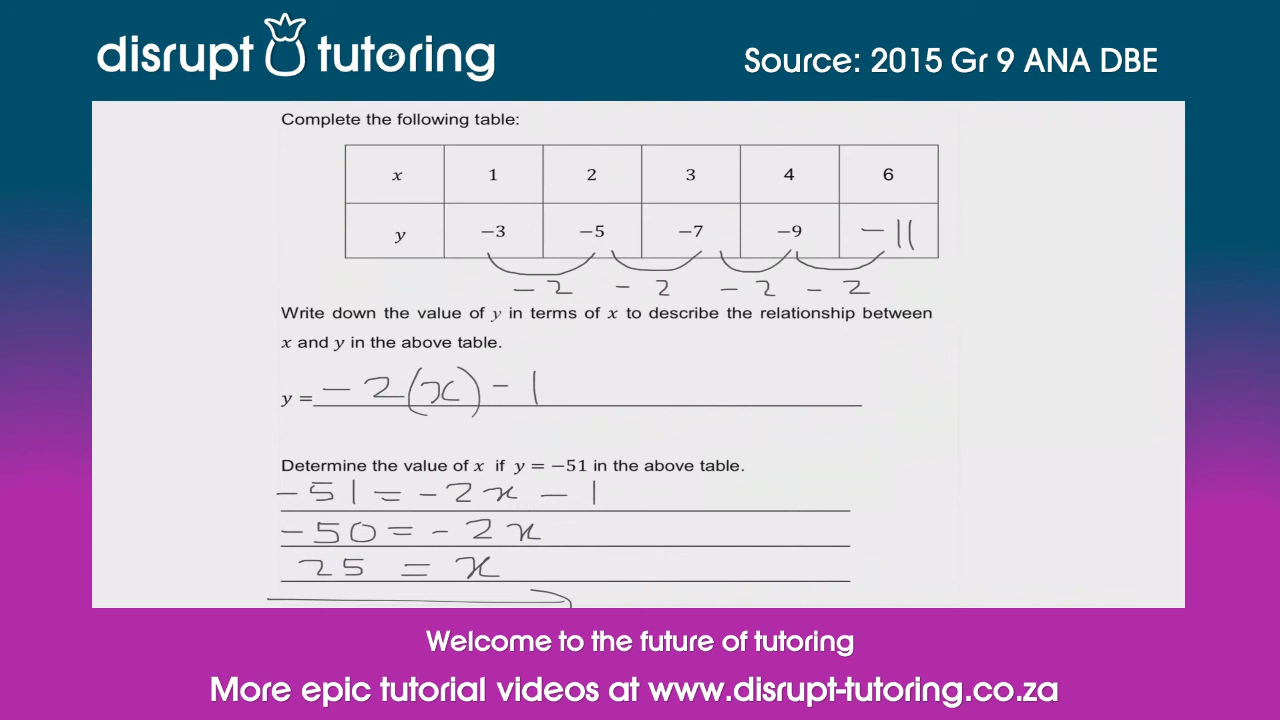 disrupt tutoring
Source: 2015 Gr 9 ANA DBE
Complete the following table:
x 1 2 3 4 6
y −3 −5 −7 −9 −11
−2 −2 −2 −2
Write down the value of y in terms of x to describe the relationship between
x and y in the above table.
y = −2(x) −1
Determine the value of x if y = −51 in the above table.
−51 = −2x − 1
−50 = −2x
25 = x
Welcome to the future of tutoring
More epic tutorial videos at www.disrupt-tutoring.co.za